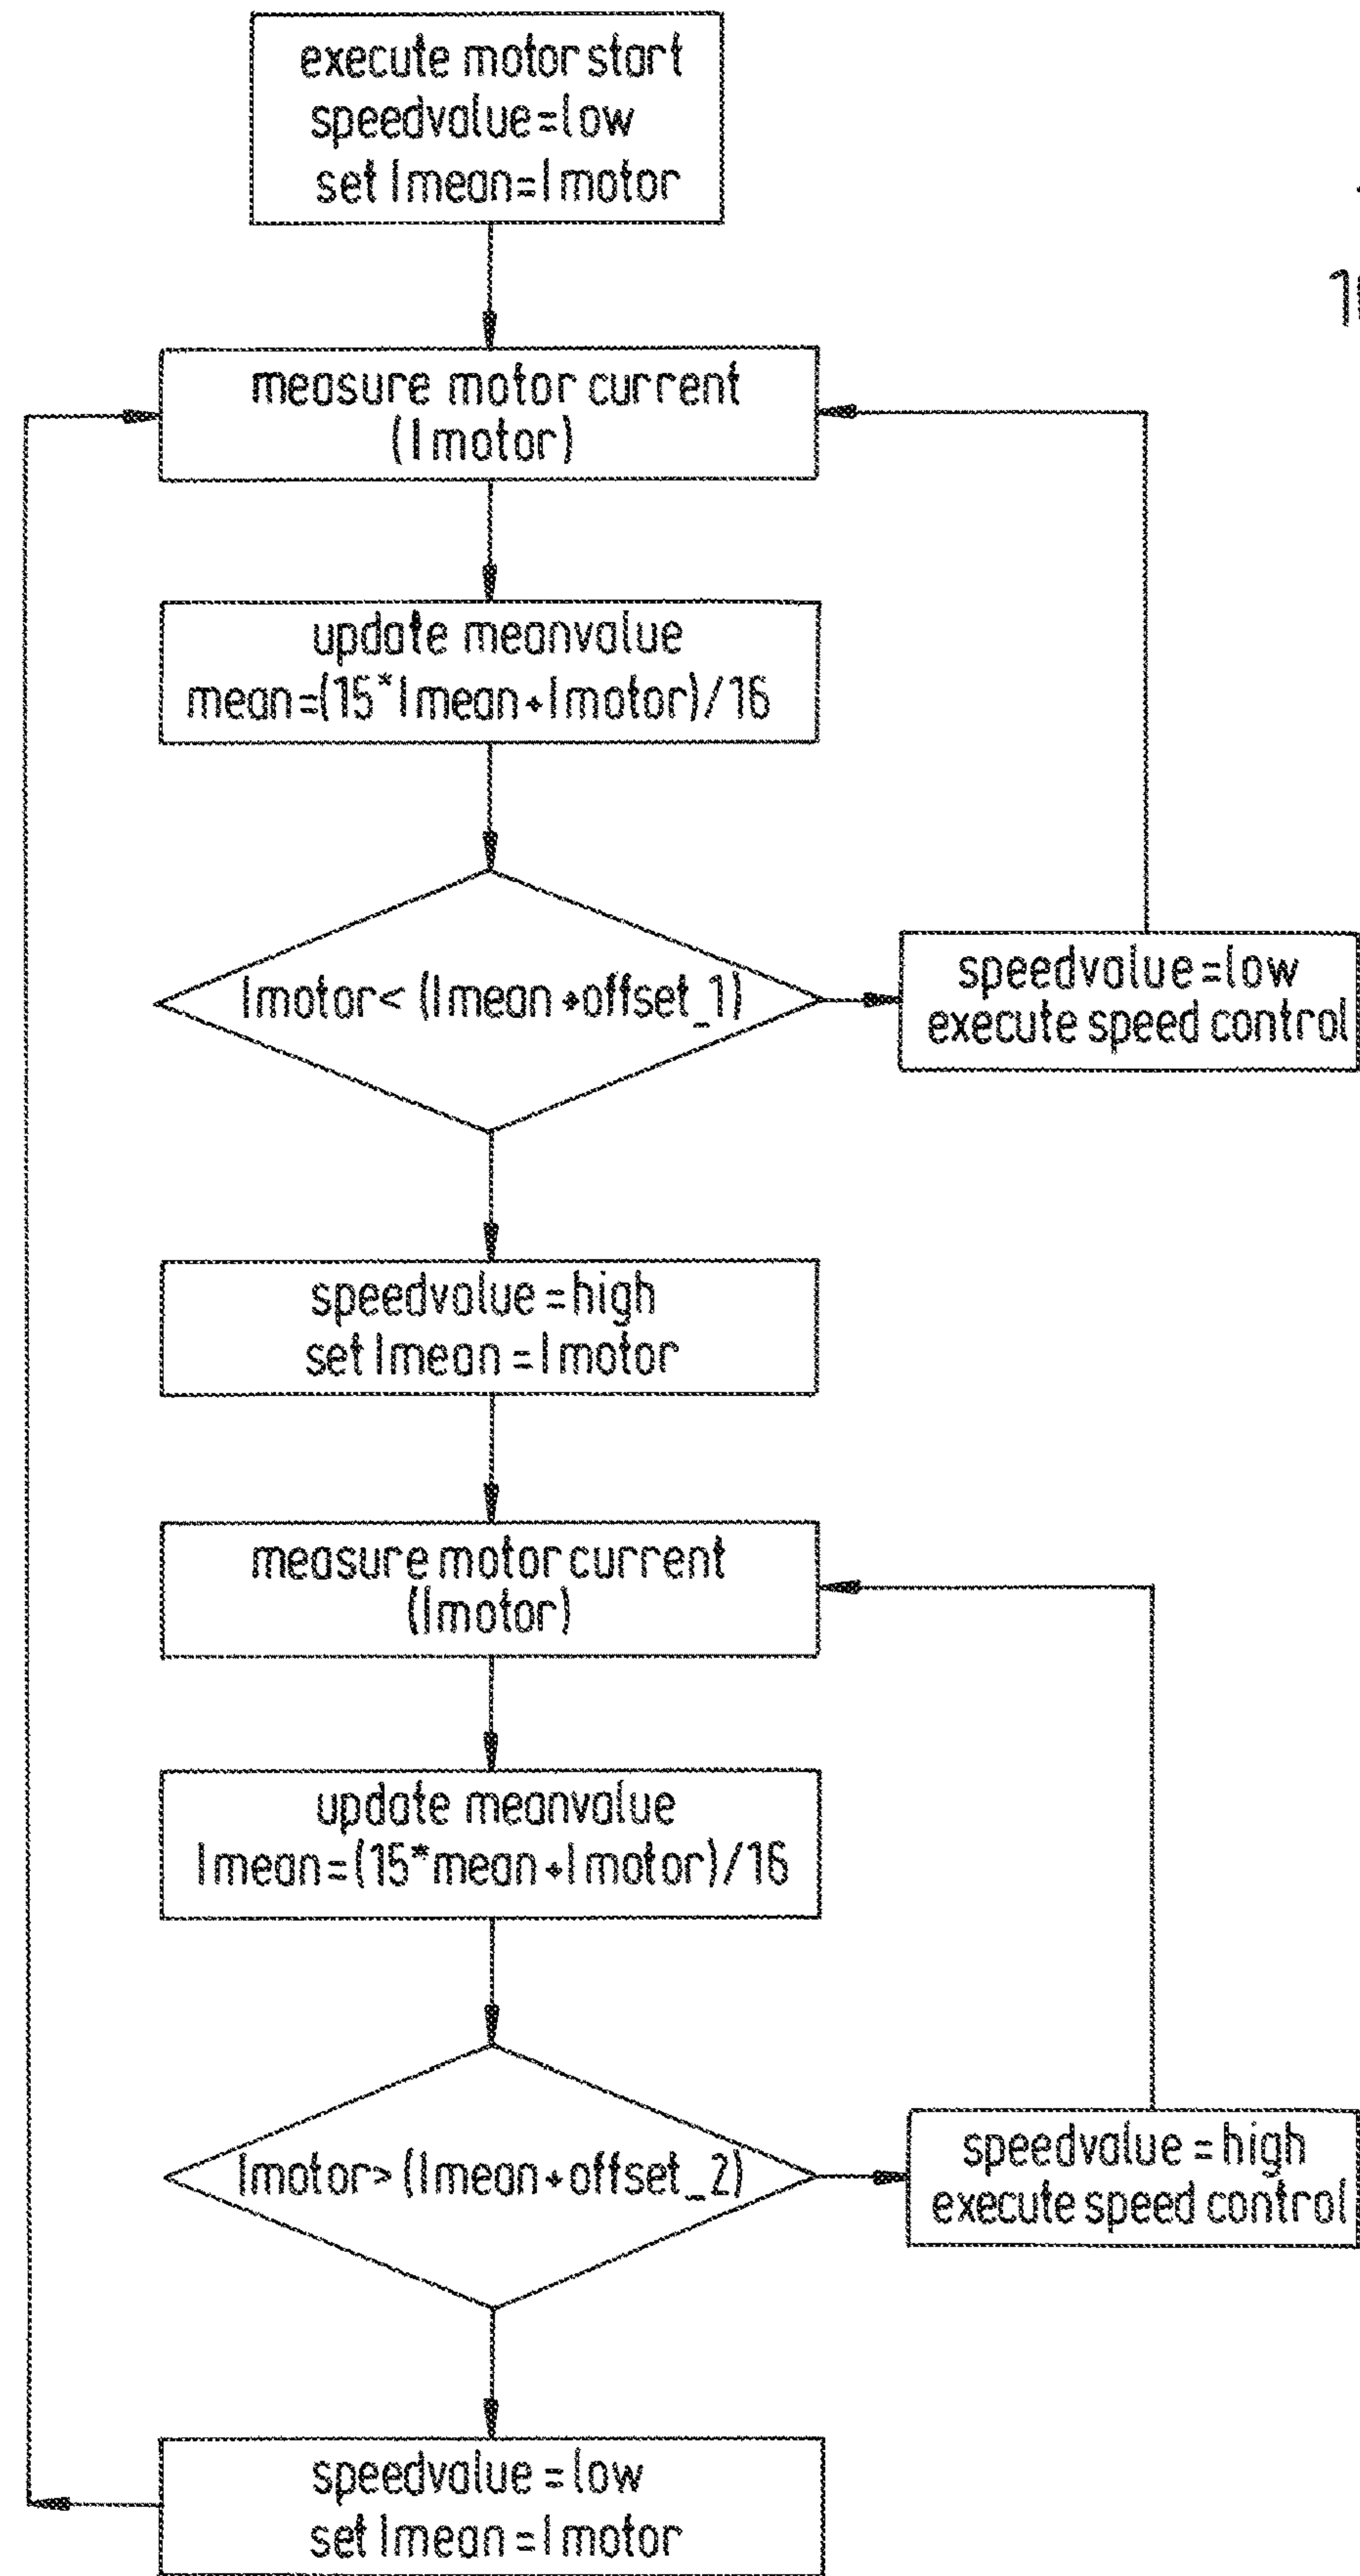 execute motor start
speedvalue=low
set Imean=Imotor
measure motor current
(Imotor)
update meanvalue
mean=(15*Imean+Imotor)/16
Imotor< (Imean+offset_1)
speedvalue=low
execute speed control
speedvalue=high
set Imean=Imotor
measure motor current
(Imotor)
update meanvalue
Imean=(15*mean+Imotor)/16
Imotor> (Imean+offset_2)
speedvalue=high
execute speed control
speedvalue=low
set Imean=Imotor